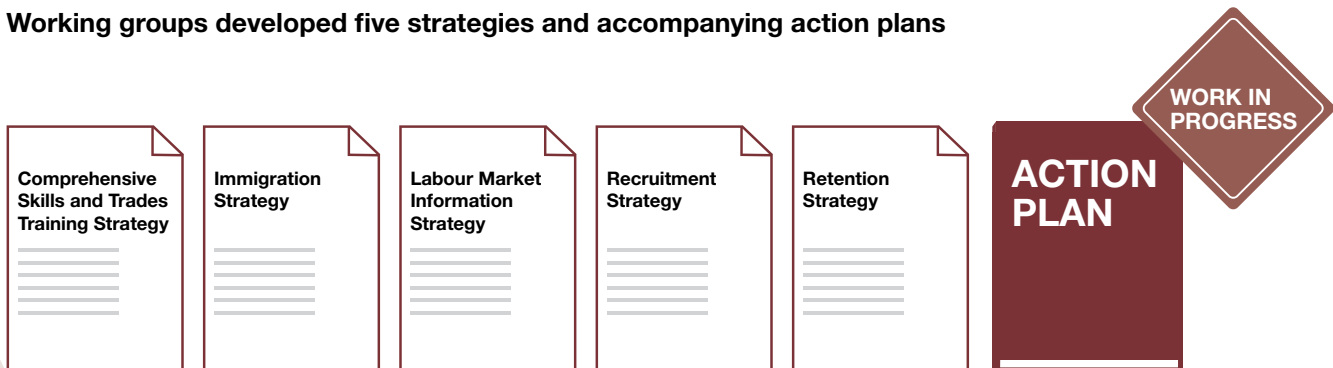 Working groups developed five strategies and accompanying action plans
WORK IN
PROGRESS
Comprehensive
Skills and Trades
Training Strategy
Immigration
Strategy
Labour Market
Information
Strategy
Recruitment
Strategy
Retention
Strategy
ACTION
PLAN